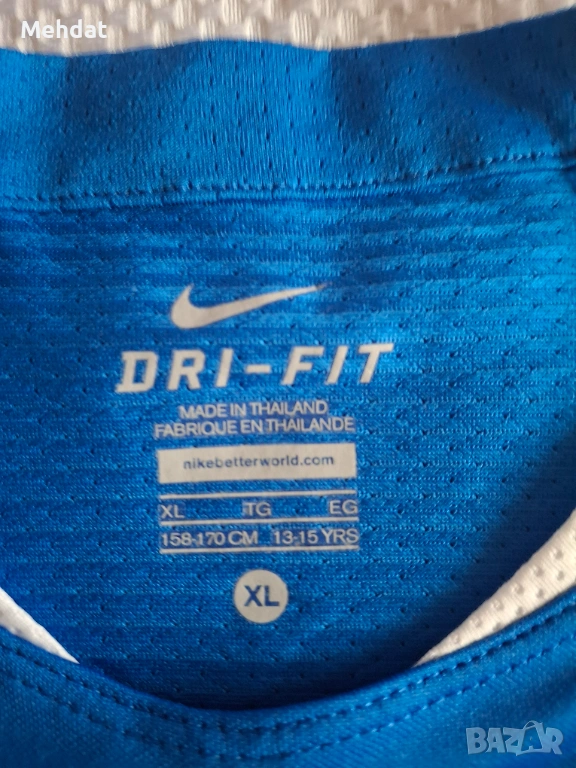 Mehdat
DRI-FIT
MADE IN THAILAND
FABRIQUE EN THAILANDE
nikebetterworld.com
XL TG EG
158-170 CM 13-15 YRS
XL
BAZAR